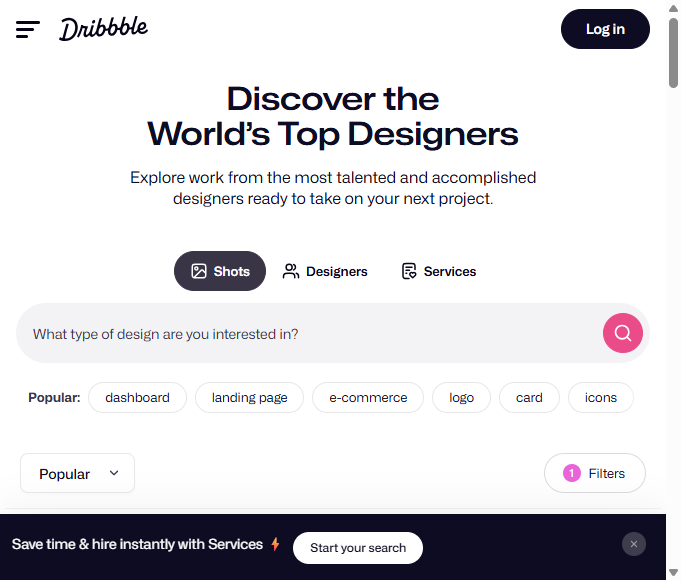 Dribbble
Log in
Discover the
World's Top Designers
Explore work from the most talented and accomplished
designers ready to take on your next project.
Shots Designers Services
What type of design are you interested in?
Popular: dashboard landing page e-commerce logo card icons
Popular 1 Filters
Save time & hire instantly with Services Start your search